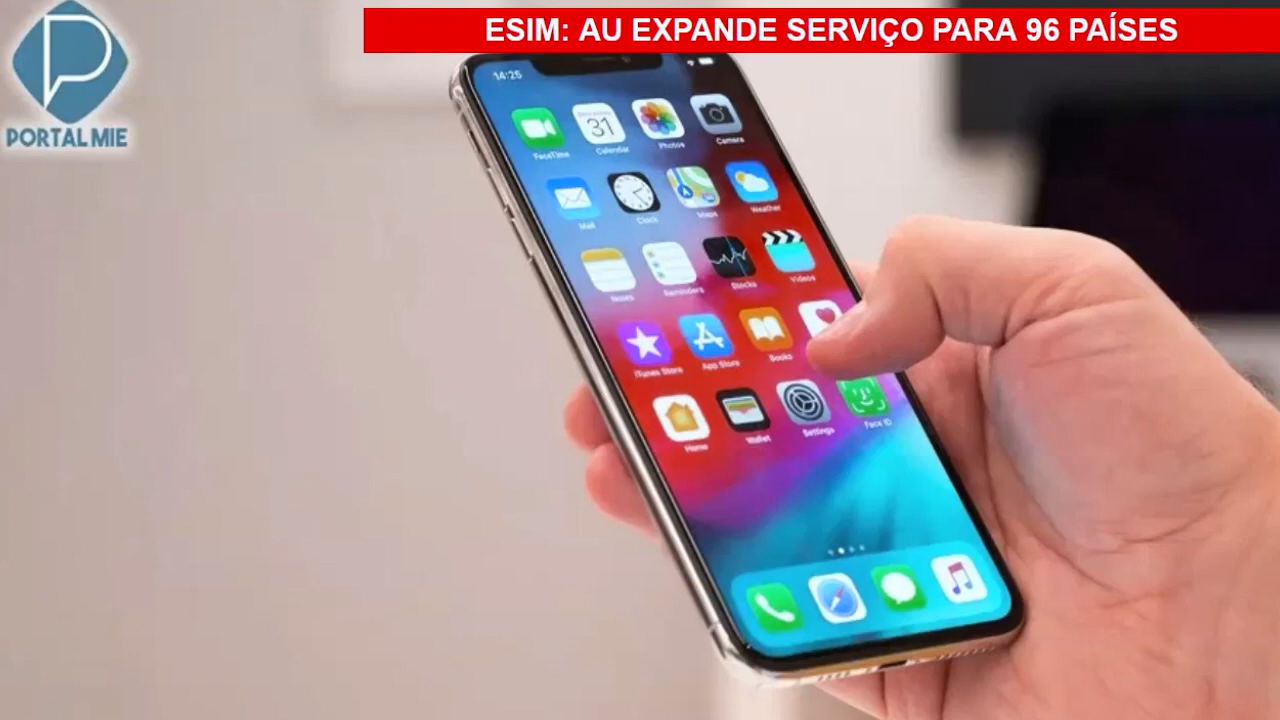 ESIM: AU EXPANDE SERVIÇO PARA 96 PAÍSES
PORTAL MIE
14:25
FaceTime Calendar Photos Camera
31
Mail Clock Maps Weather
Notes Reminders Stocks Videos
iTunes Store App Store Books
Home Wallet Settings Face ID